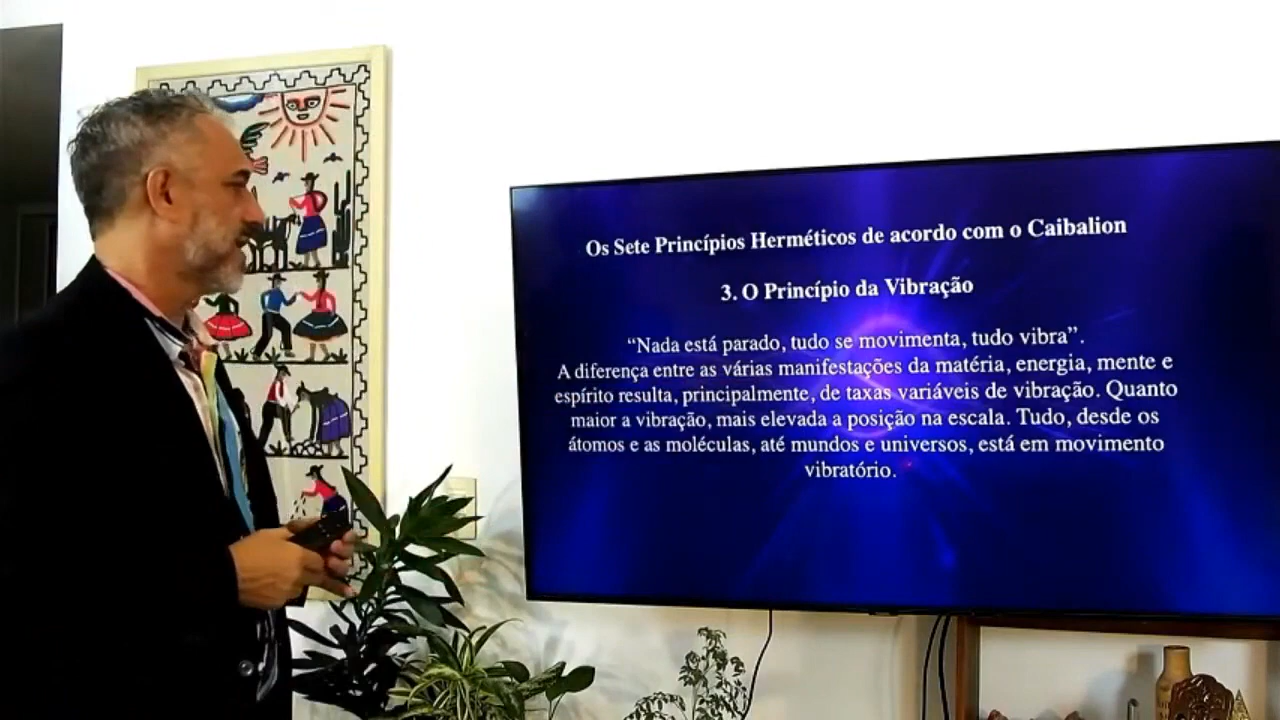 Os Sete Princípios Herméticos de acordo com o Caibalion
3. O Princípio da Vibração
“Nada está parado, tudo se movimenta, tudo vibra”.
A diferença entre as várias manifestações da matéria, energia, mente e
espírito resulta, principalmente, de taxas variáveis de vibração. Quanto
maior a vibração, mais elevada a posição na escala. Tudo, desde os
átomos e as moléculas, até mundos e universos, está em movimento
vibratório.